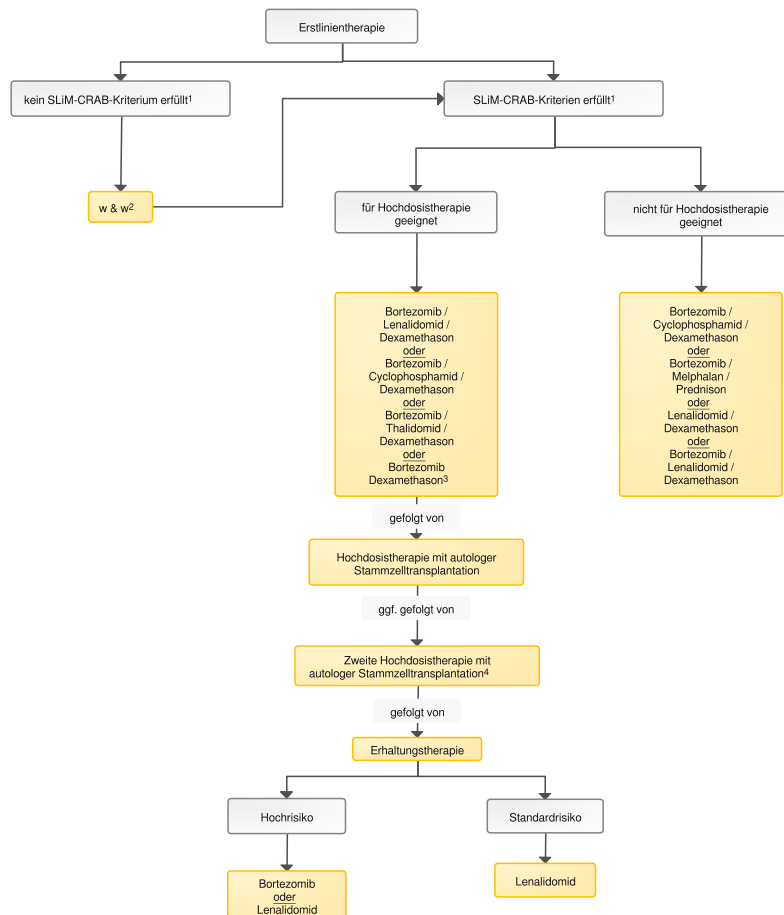 Erstlinientherapie
kein SLiM-CRAB-Kriterium erfüllt¹
SLiM-CRAB-Kriterien erfüllt¹
w & w²
für Hochdosistherapie
geeignet
nicht für Hochdosistherapie
geeignet
Bortezomib /
Lenalidomid /
Dexamethason
oder
Bortezomib /
Cyclophosphamid /
Dexamethason
oder
Bortezomib /
Thalidomid /
Dexamethason
oder
Bortezomib
Dexamethason³
Bortezomib /
Cyclophosphamid /
Dexamethason
oder
Bortezomib /
Melphalan /
Prednison
oder
Lenalidomid /
Dexamethason
oder
Bortezomib /
Lenalidomid /
Dexamethason
gefolgt von
Hochdosistherapie mit autologer
Stammzelltransplantation
ggf. gefolgt von
Zweite Hochdosistherapie mit
autologer Stammzelltransplantation⁴
gefolgt von
Erhaltungstherapie
Hochrisiko
Standardrisiko
Bortezomib
oder
Lenalidomid
Lenalidomid